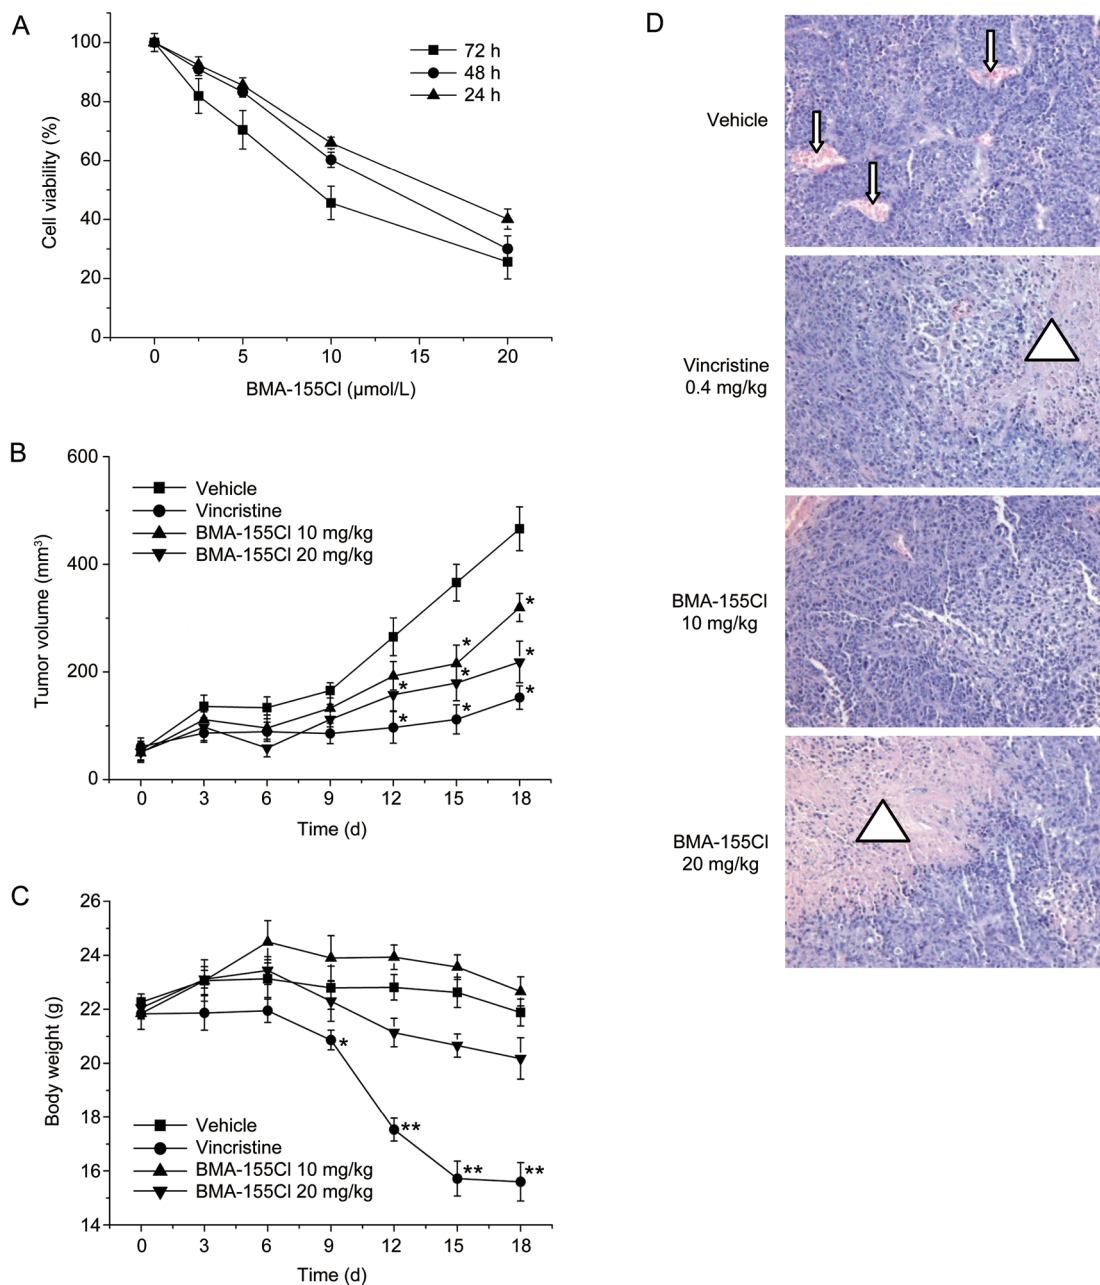 A
100
80
60
40
20
0
Cell viability (%)
72 h
48 h
24 h
0
5
10
15
20
BMA-155Cl (µmol/L)
B
600
400
200
0
Tumor volume (mm³)
Vehicle
Vincristine
BMA-155Cl 10 mg/kg
BMA-155Cl 20 mg/kg
*
*
*
*
*
*
*
*
0
3
6
9
12
15
18
Time (d)
C
26
24
22
20
18
16
14
Body weight (g)
*
**
**
**
Vehicle
Vincristine
BMA-155Cl 10 mg/kg
BMA-155Cl 20 mg/kg
0
3
6
9
12
15
18
Time (d)
D
Vehicle
Vincristine
0.4 mg/kg
BMA-155Cl
10 mg/kg
BMA-155Cl
20 mg/kg